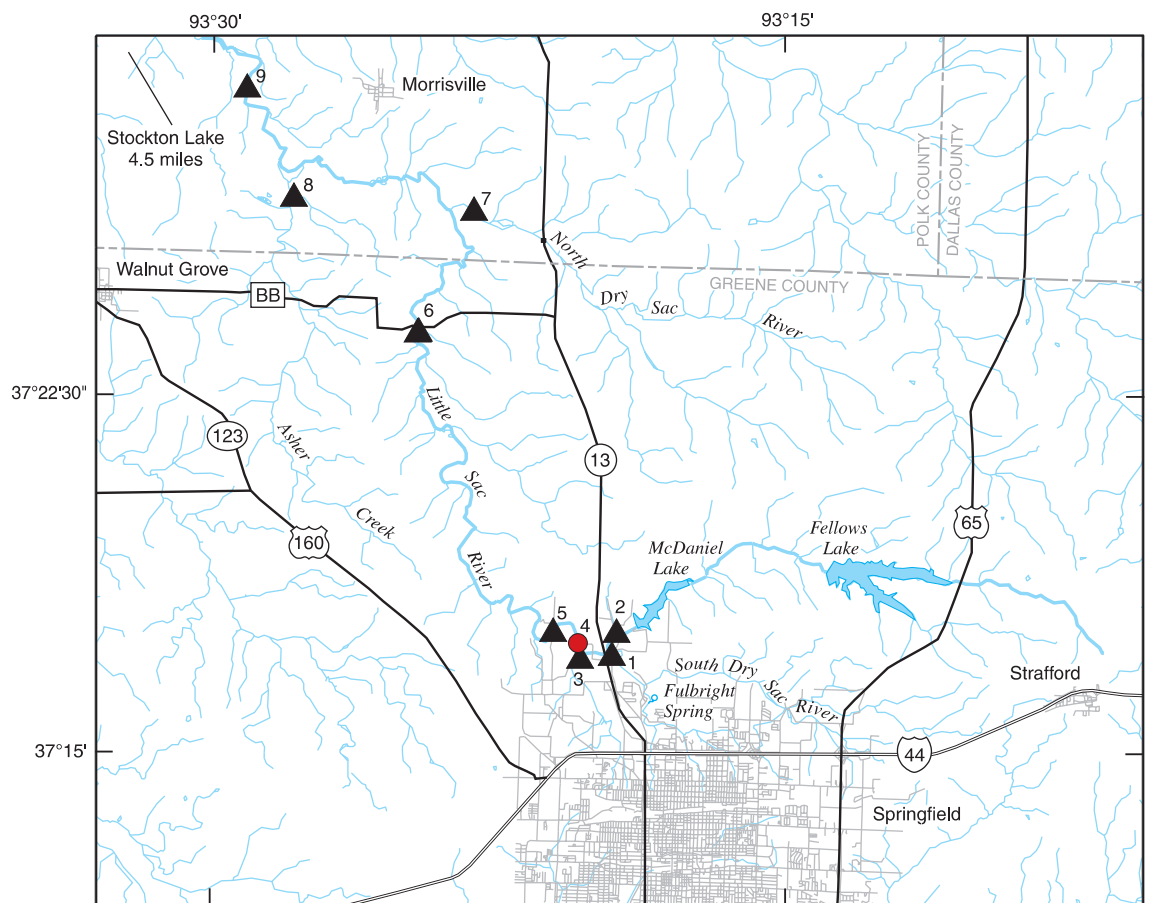 93°30'
93°15'
9
Morrisville
Stockton Lake
4.5 miles
POLK COUNTY
DALLAS COUNTY
8
7
North
Walnut Grove
BB
GREENE COUNTY
Dry
Sac
River
6
37°22'30"
Little
123
Asher
13
Sac
Creek
160
65
Fellows
Lake
McDaniel
Lake
River
5
4
2
3
1
South Dry
Sac
River
Strafford
Fulbright
Spring
37°15'
44
Springfield